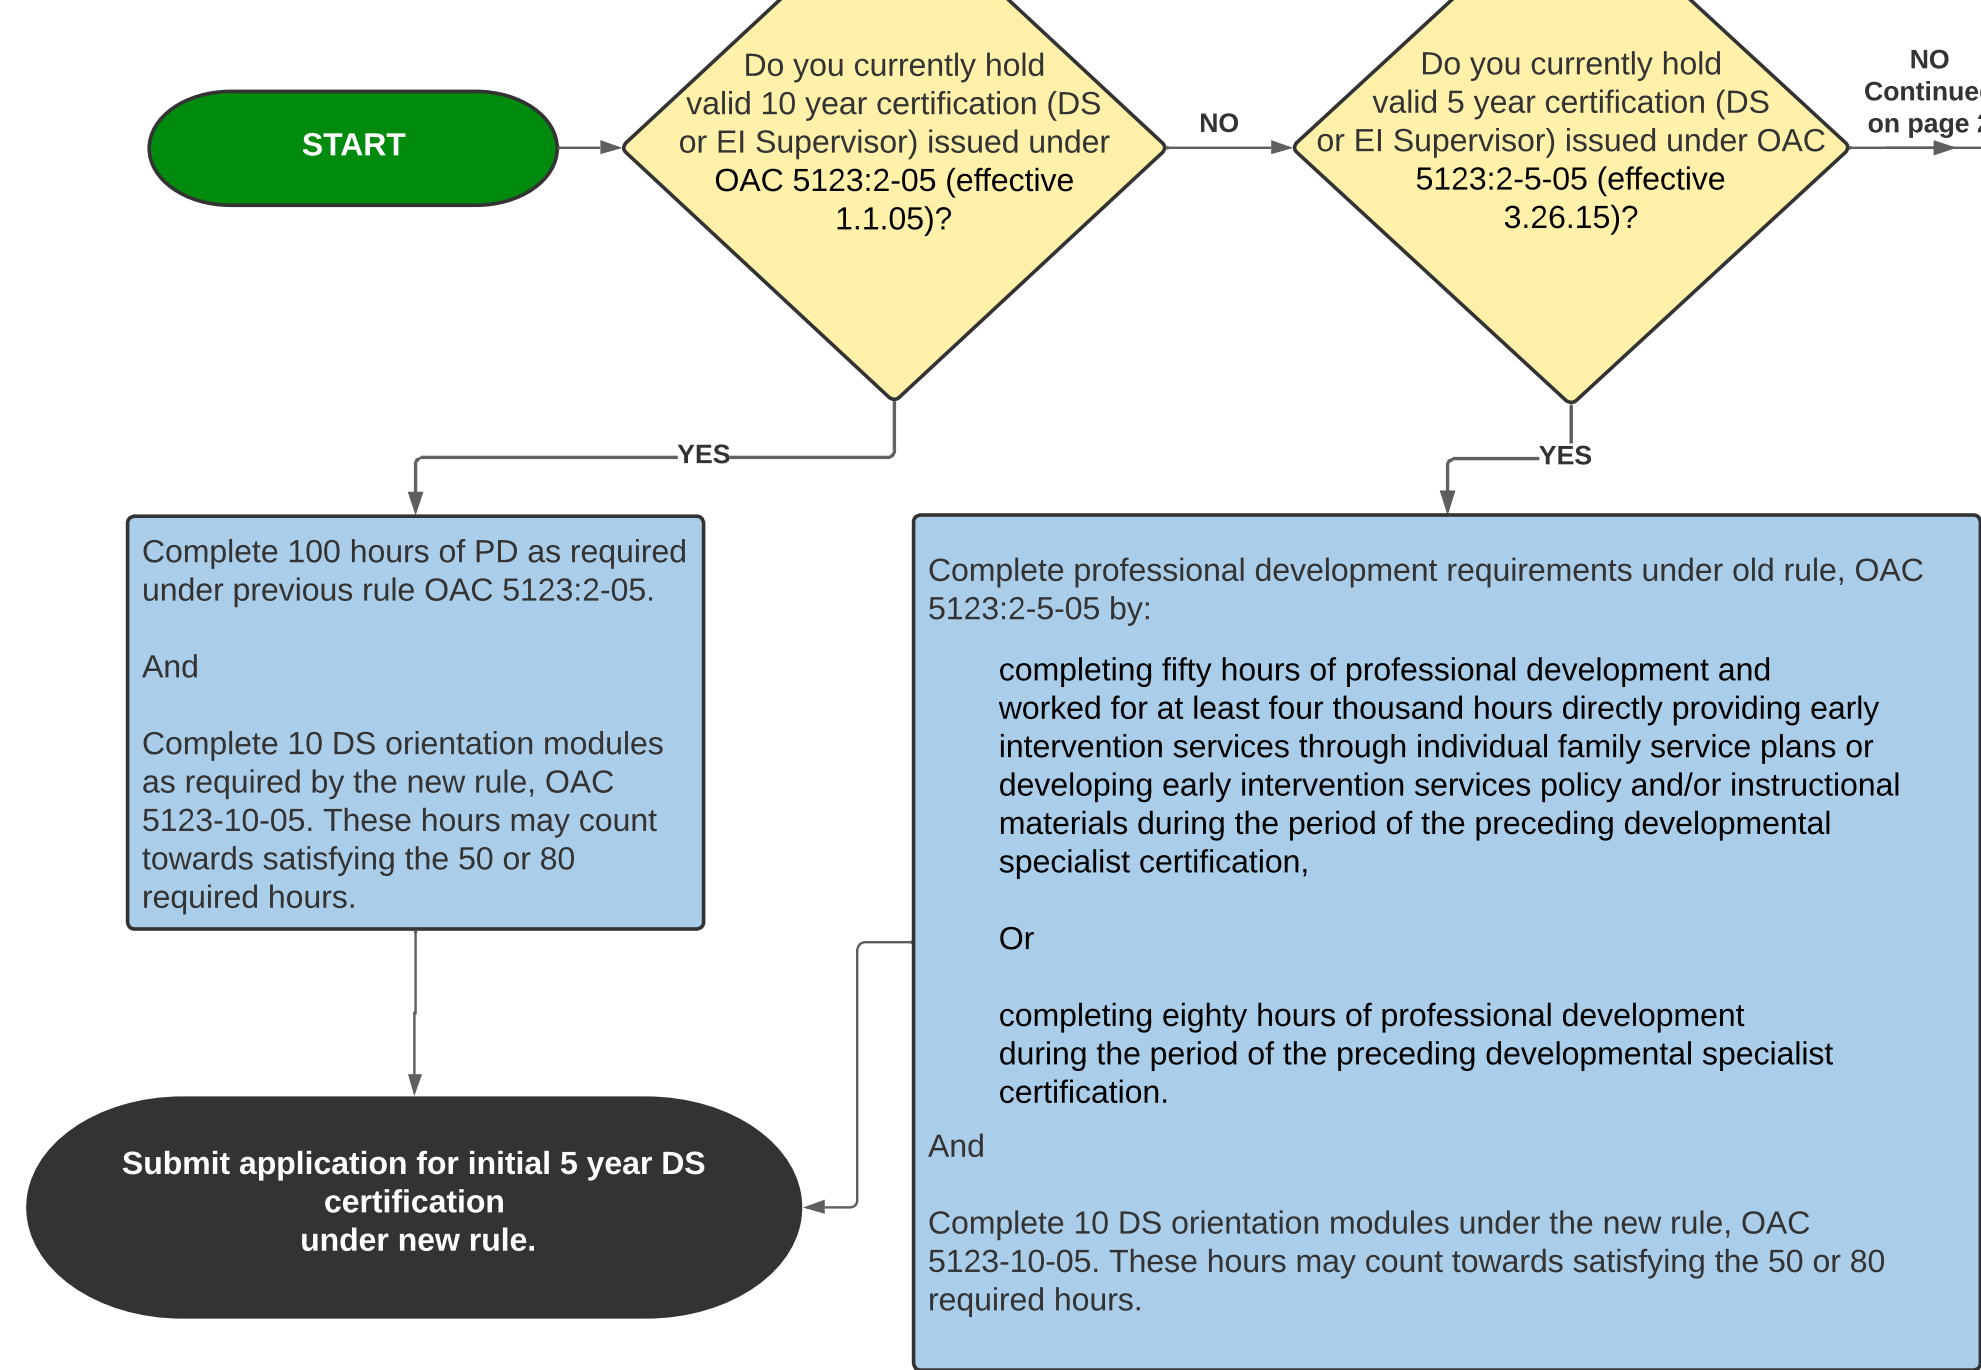 START
Do you currently hold
valid 10 year certification (DS
or EI Supervisor) issued under
OAC 5123:2-05 (effective
1.1.05)?
NO
Do you currently hold
valid 5 year certification (DS
or EI Supervisor) issued under OAC
5123:2-5-05 (effective
3.26.15)?
NO
Continued
on page 2
YES
YES
Complete 100 hours of PD as required
under previous rule OAC 5123:2-05.
And
Complete 10 DS orientation modules
as required by the new rule, OAC
5123-10-05. These hours may count
towards satisfying the 50 or 80
required hours.
Complete professional development requirements under old rule, OAC
5123:2-5-05 by:
completing fifty hours of professional development and
worked for at least four thousand hours directly providing early
intervention services through individual family service plans or
developing early intervention services policy and/or instructional
materials during the period of the preceding developmental
specialist certification,
Or
completing eighty hours of professional development
during the period of the preceding developmental specialist
certification.
And
Complete 10 DS orientation modules under the new rule, OAC
5123-10-05. These hours may count towards satisfying the 50 or 80
required hours.
Submit application for initial 5 year DS
certification
under new rule.